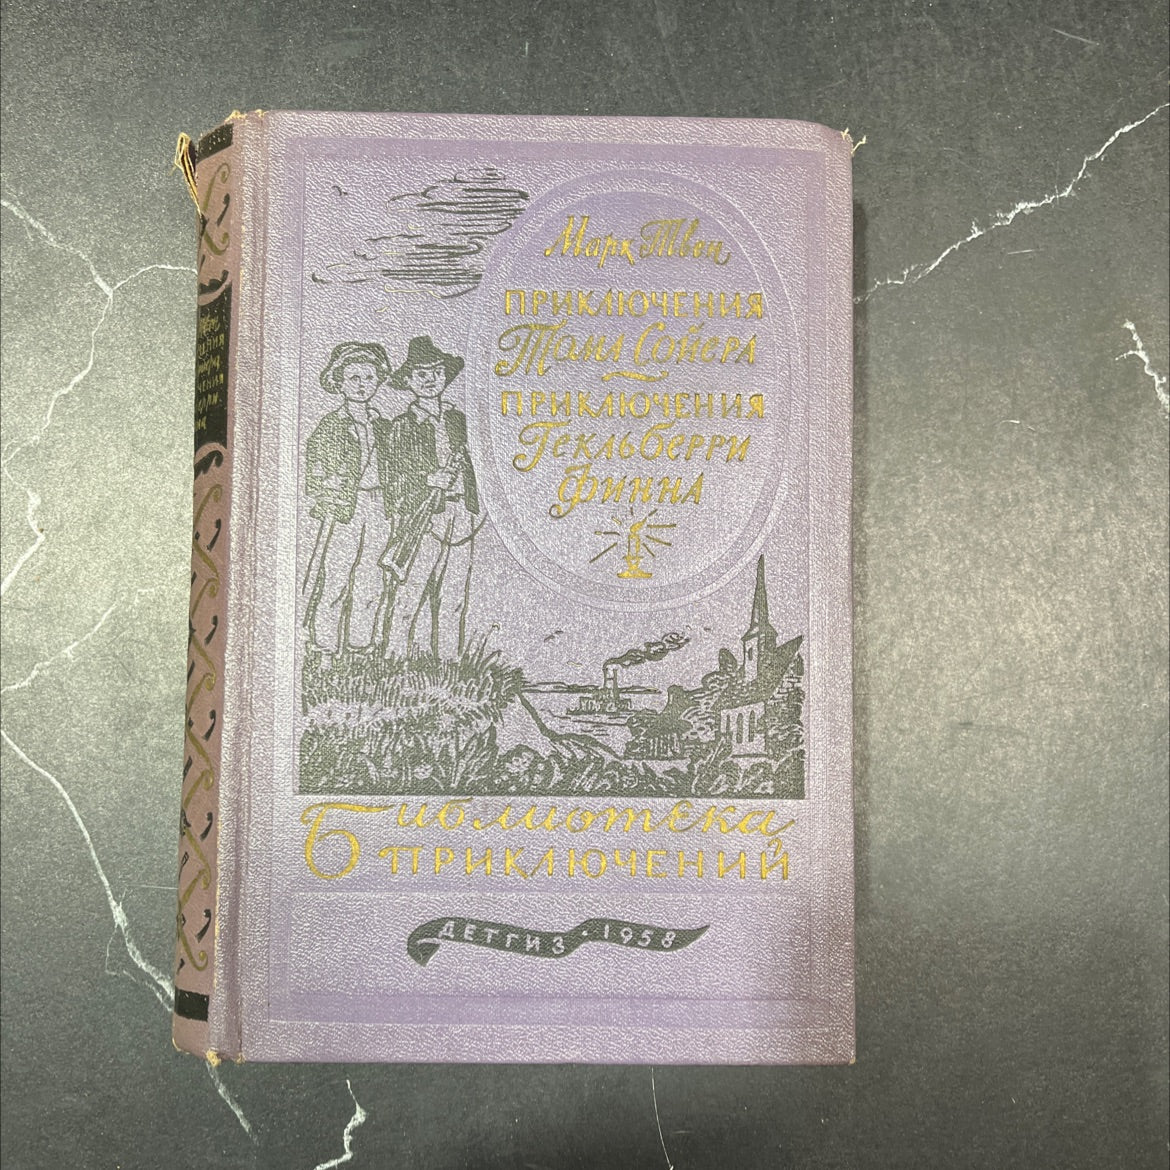 Марк Твен
ПРИКЛЮЧЕНИЯ
Тома Сойера
ПРИКЛЮЧЕНИЯ
Гекльберри
Финна
Библиотека
ПРИКЛЮЧЕНИЙ
ДЕТГИЗ • 1958